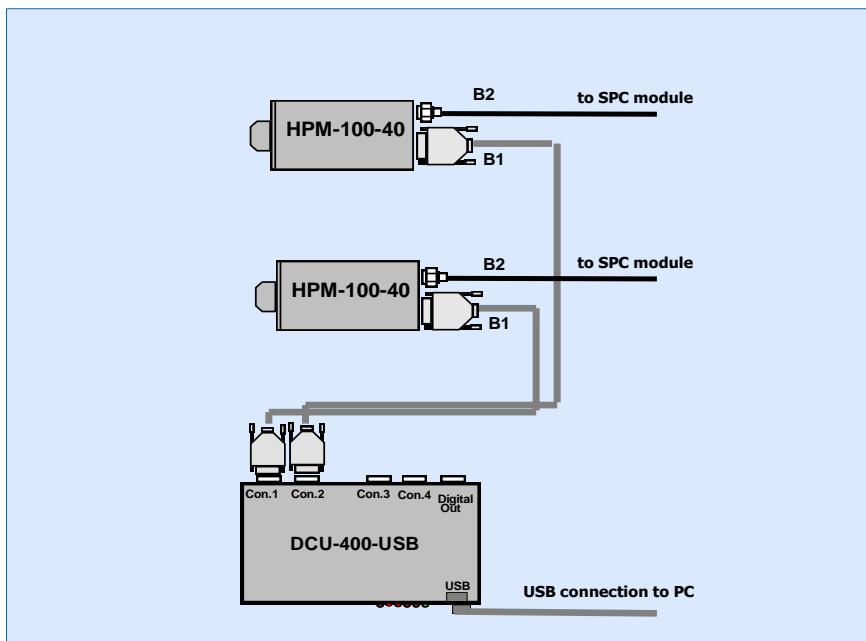 B2
to SPC module
HPM-100-40
B1
B2
to SPC module
HPM-100-40
B1
Con.1 Con.2 Con.3 Con.4 Digital
Out
DCU-400-USB
USB
USB connection to PC